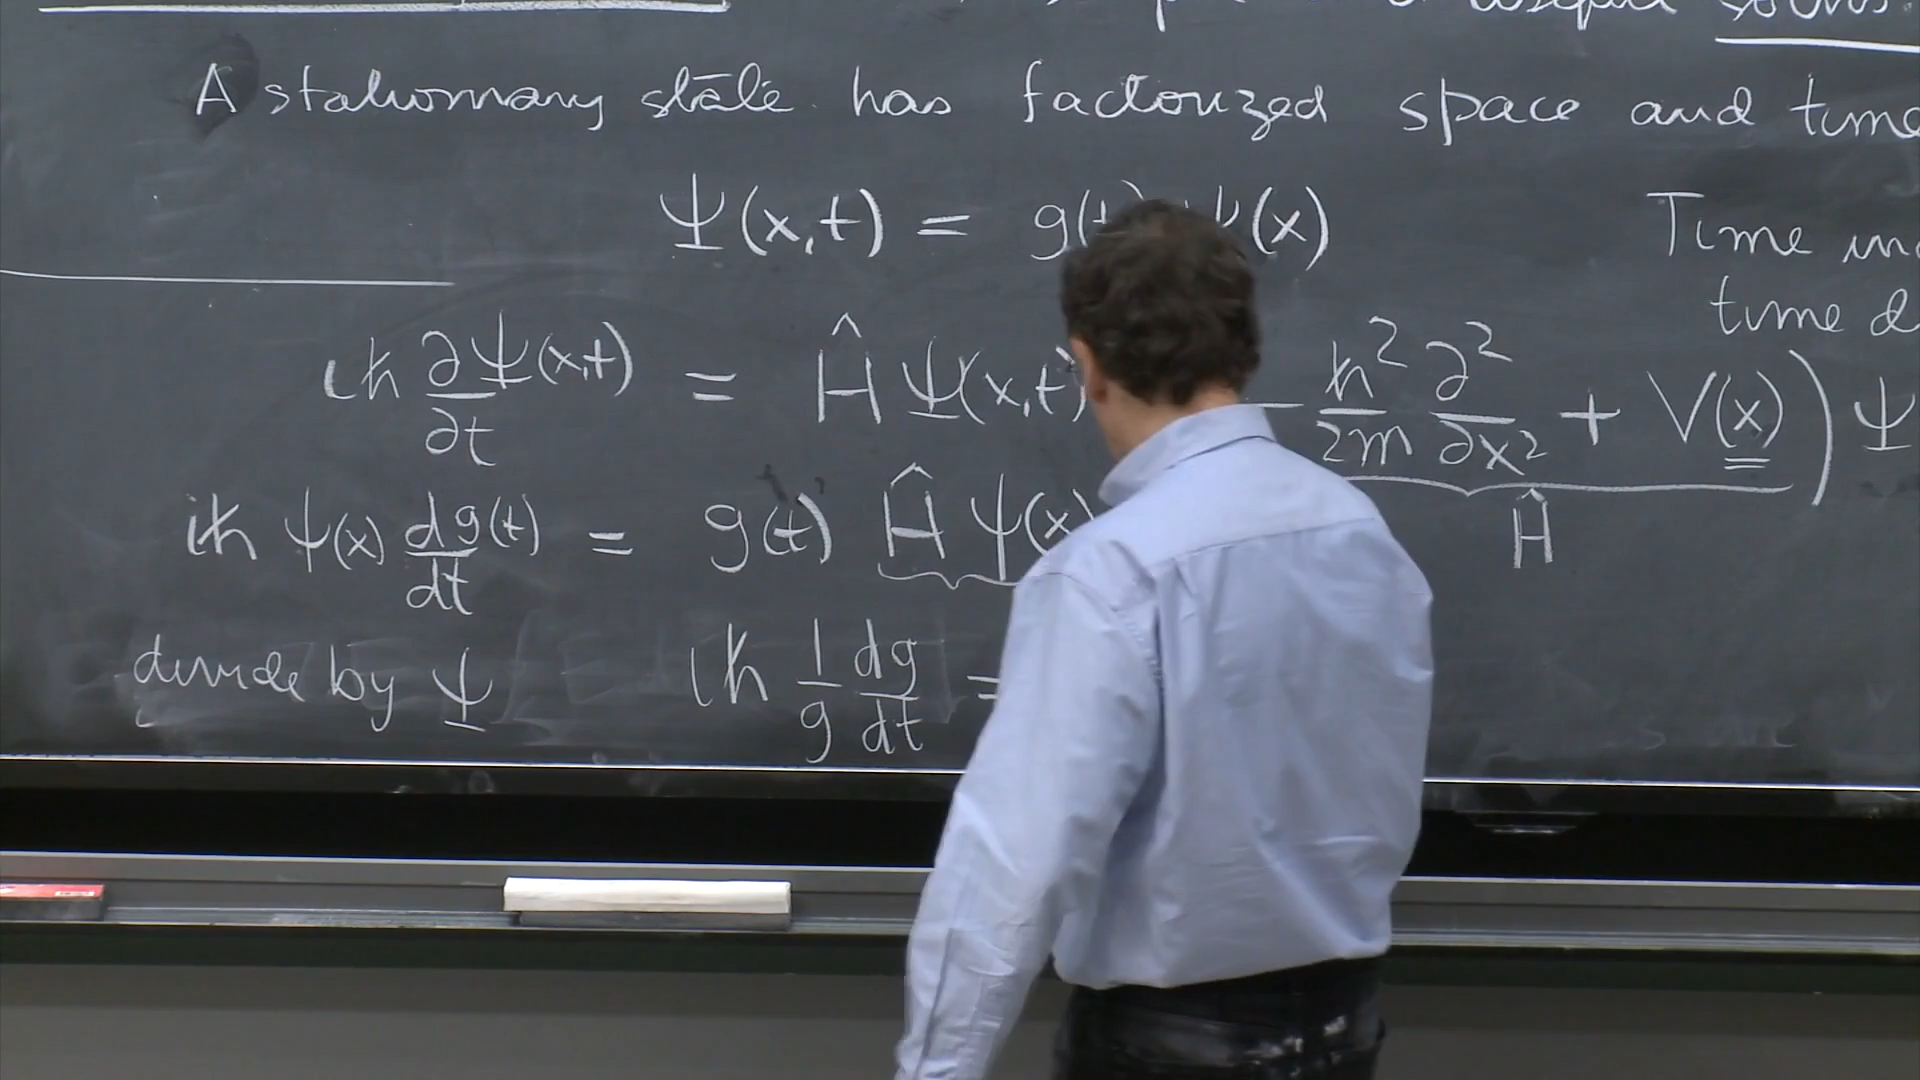 solns.
A stationary state has factorized space and time
Ψ(x,t) = g(t) ψ(x)
Time
time d
iħ ∂Ψ(x,t)/∂t = Ĥ Ψ(x,t) - ħ²/2m ∂²/∂x² + V(x) ) Ψ
iħ ψ(x) dg(t)/dt = g(t) Ĥ ψ(x)
Ĥ
divide by Ψ iħ 1/g dg/dt =